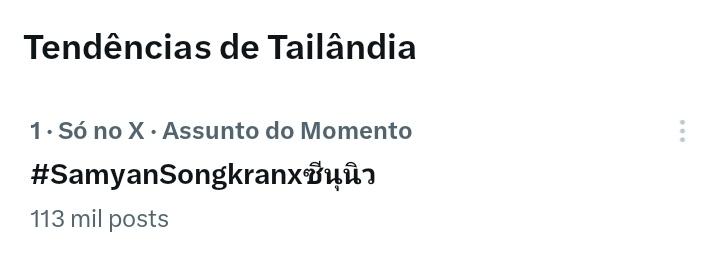 Tendências de Tailândia
1 · Só no X · Assunto do Momento
#SamyanSongkranxซีนุนิว
113 mil posts